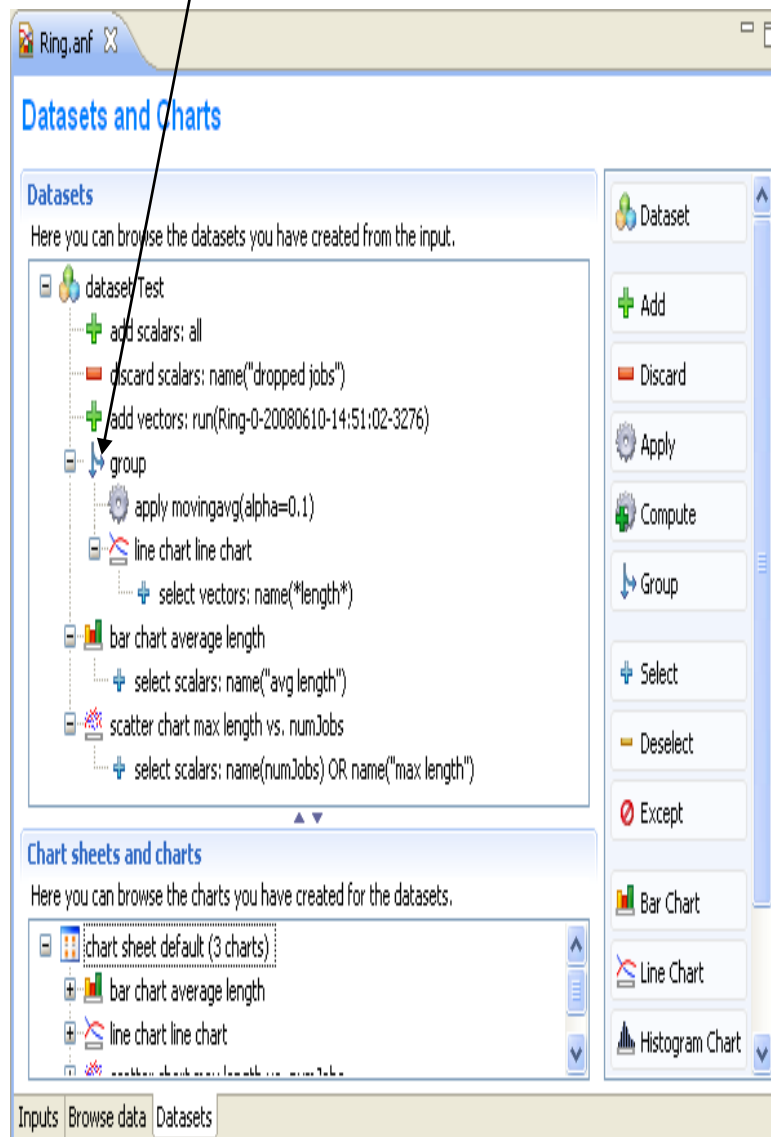 Ring.anf
Datasets and Charts
Datasets
Here you can browse the datasets you have created from the input.
dataset Test
add scalars: all
discard scalars: name("dropped jobs")
add vectors: run(Ring-0-20080610-14:51:02-3276)
group
apply movingavg(alpha=0.1)
line chart line chart
select vectors: name(*length*)
bar chart average length
select scalars: name("avg length")
scatter chart max length vs. numJobs
select scalars: name(numJobs) OR name("max length")
Chart sheets and charts
Here you can browse the charts you have created for the datasets.
chart sheet default (3 charts)
bar chart average length
line chart line chart
scatter chart max length vs. numJobs
Dataset
Add
Discard
Apply
Compute
Group
Select
Deselect
Except
Bar Chart
Line Chart
Histogram Chart
Inputs
Browse data
Datasets